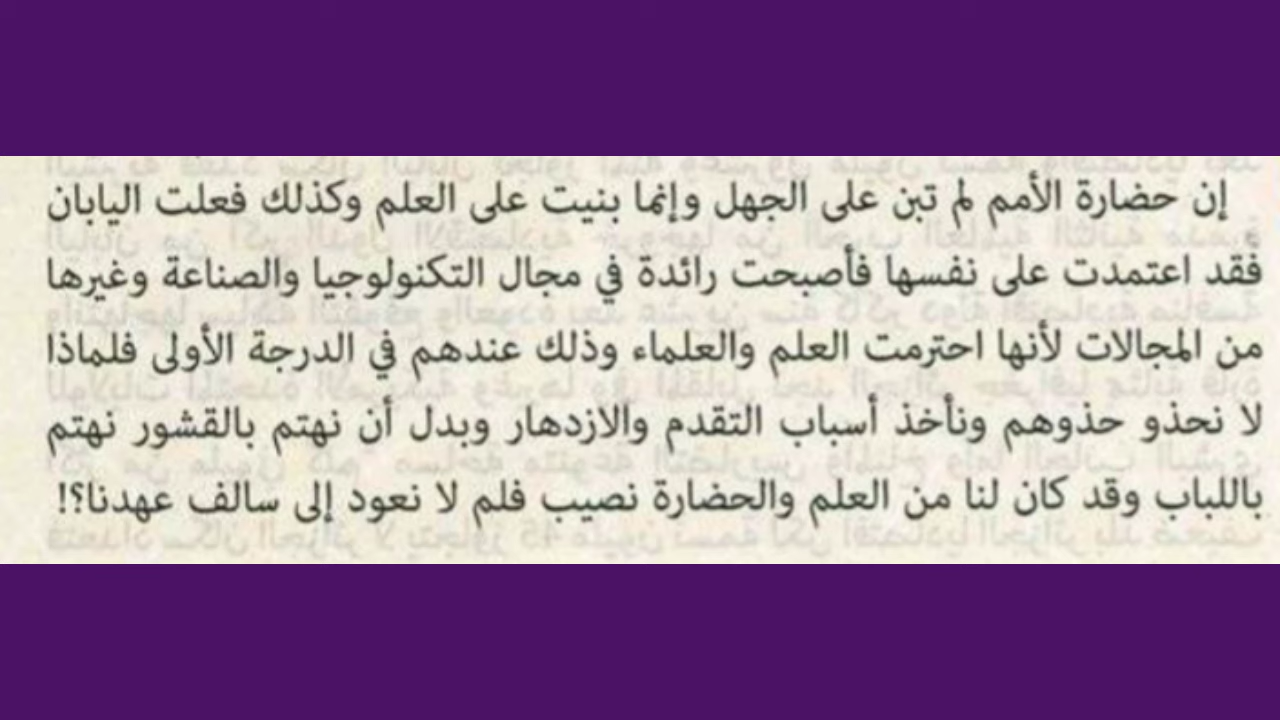 إن حضارة الأمم لم تبن على الجهل وإنما بنيت على العلم وكذلك فعلت اليابان
فقد اعتمدت على نفسها فأصبحت رائدة في مجال التكنولوجيا والصناعة وغيرها
من المجالات لأنها احترمت العلم والعلماء وذلك عندهم في الدرجة الأولى فلماذا
لا نحذو حذوهم ونأخذ أسباب التقدم والازدهار وبدل أن نهتم بالقشور نهتم
باللباب وقد كان لنا من العلم والحضارة نصيب فلم لا نعود إلى سالف عهدنا؟!